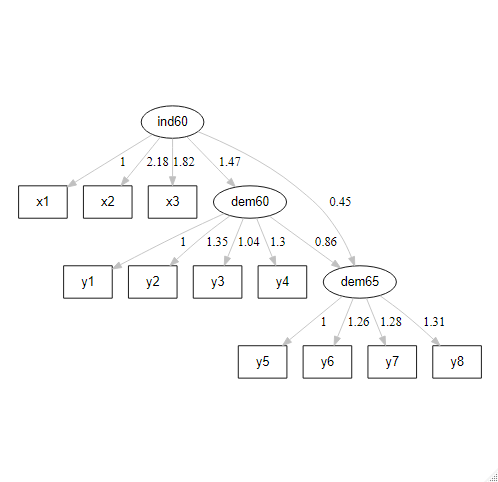 ind60
1 2.18 1.82 1.47
x1 x2 x3 dem60 0.45
1 1.35 1.04 1.3 0.86
y1 y2 y3 y4 dem65
1 1.26 1.28 1.31
y5 y6 y7 y8